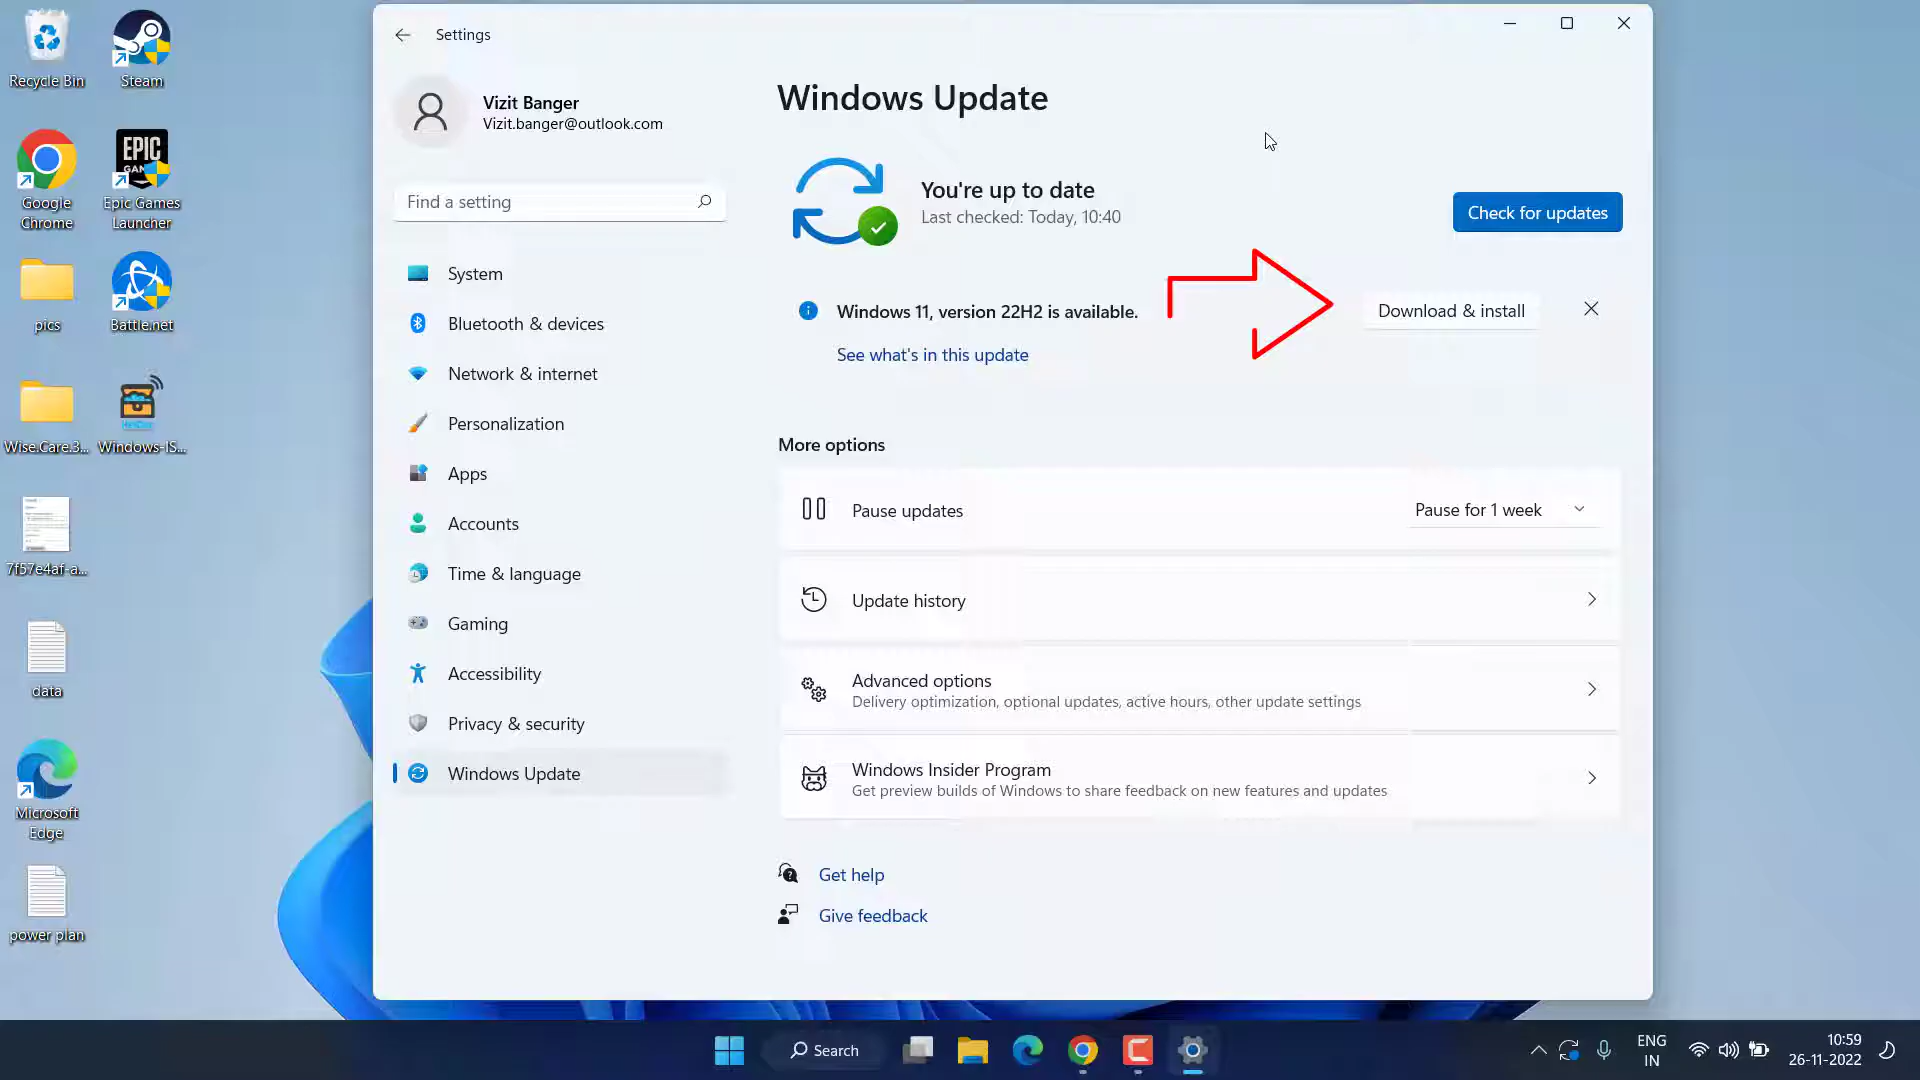 Recycle Bin
Steam
Google
Chrome
EPIC
GAMES
Epic Games
Launcher
pics
Battle.net
Wise.Care.3...
Windows-IS...
7f57e4af-a...
data
Microsoft
Edge
power plan
Settings
Vizit Banger
Vizit.banger@outlook.com
Find a setting
System
Bluetooth & devices
Network & internet
Personalization
Apps
Accounts
Time & language
Gaming
Accessibility
Privacy & security
Windows Update
Windows Update
You're up to date
Last checked: Today, 10:40
Check for updates
Windows 11, version 22H2 is available.
Download & install
See what's in this update
More options
Pause updates
Pause for 1 week
Update history
Advanced options
Delivery optimization, optional updates, active hours, other update settings
Windows Insider Program
Get preview builds of Windows to share feedback on new features and updates
Get help
Give feedback
Search
ENG
IN
10:59
26-11-2022